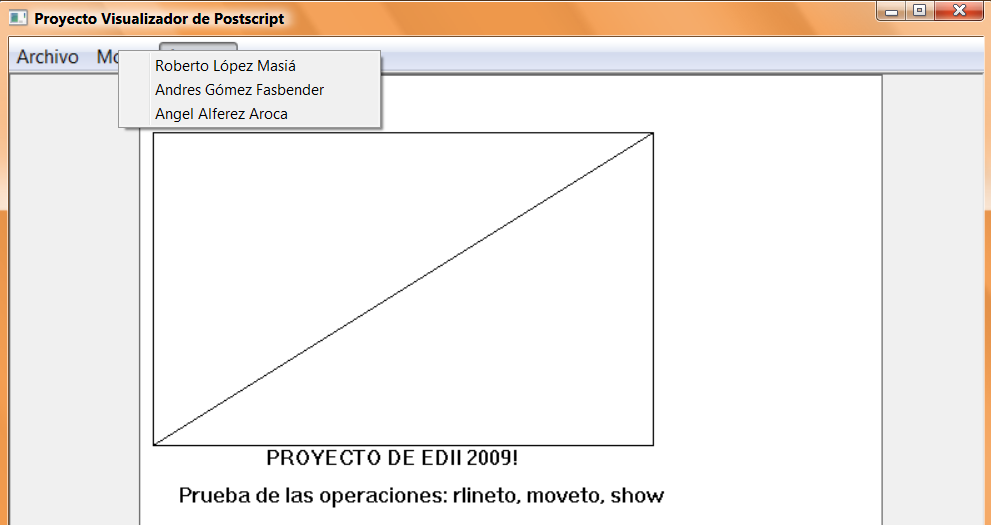 Proyecto Visualizador de Postscript
Archivo
Roberto López Masiá
Andres Gómez Fasbender
Angel Alferez Aroca
PROYECTO DE EDII 2009!
Prueba de las operaciones: rlineto, moveto, show